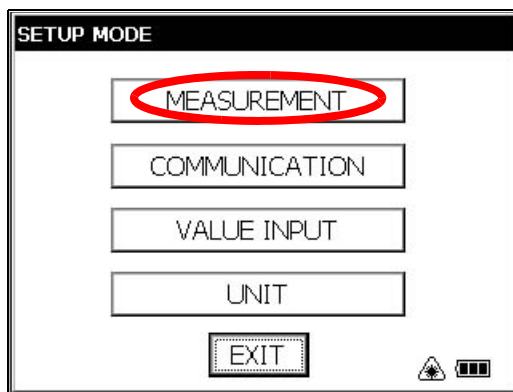 SETUP MODE
MEASUREMENT
COMMUNICATION
VALUE INPUT
UNIT
EXIT